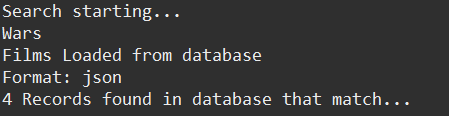 Search starting...
Wars
Films Loaded from database
Format: json
4 Records found in database that match...